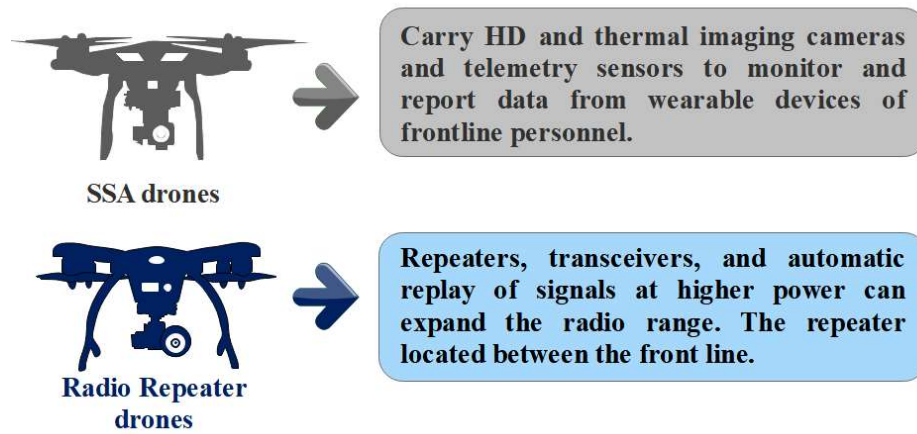 Carry HD and thermal imaging cameras
and telemetry sensors to monitor and
report data from wearable devices of
frontline personnel.
SSA drones
Repeaters, transceivers, and automatic
replay of signals at higher power can
expand the radio range. The repeater
located between the front line.
Radio Repeater
drones